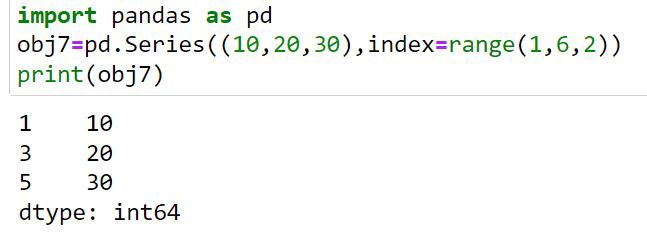 import pandas as pd
obj7=pd.Series((10,20,30),index=range(1,6,2))
print(obj7)
1    10
3    20
5    30
dtype: int64